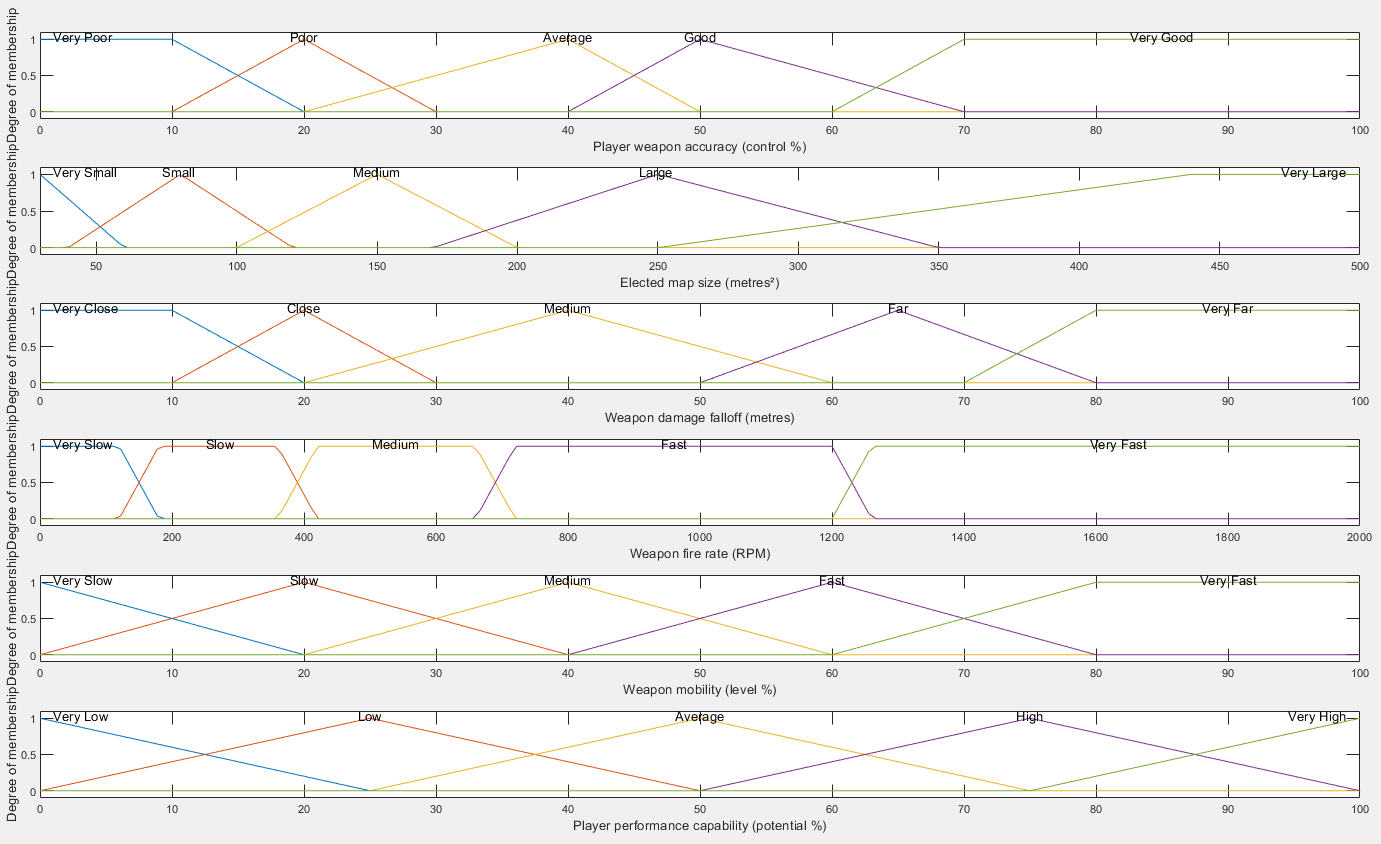 Degree of membership
1
0.5
0
Very Poor Poor Average Good Very Good
0 10 20 30 40 50 60 70 80 90 100
Player weapon accuracy (control %)
Degree of membership
1
0.5
0
Very Small Small Medium Large Very Large
50 100 150 200 250 300 350 400 450 500
Elected map size (metres²)
Degree of membership
1
0.5
0
Very Close Close Medium Far Very Far
0 10 20 30 40 50 60 70 80 90 100
Weapon damage falloff (metres)
Degree of membership
1
0.5
0
Very Slow Slow Medium Fast Very Fast
0 200 400 600 800 1000 1200 1400 1600 1800 2000
Weapon fire rate (RPM)
Degree of membership
1
0.5
0
Very Slow Slow Medium Fast Very Fast
0 10 20 30 40 50 60 70 80 90 100
Weapon mobility (level %)
Degree of membership
1
0.5
0
Very Low Low Average High Very High
0 10 20 30 40 50 60 70 80 90 100
Player performance capability (potential %)